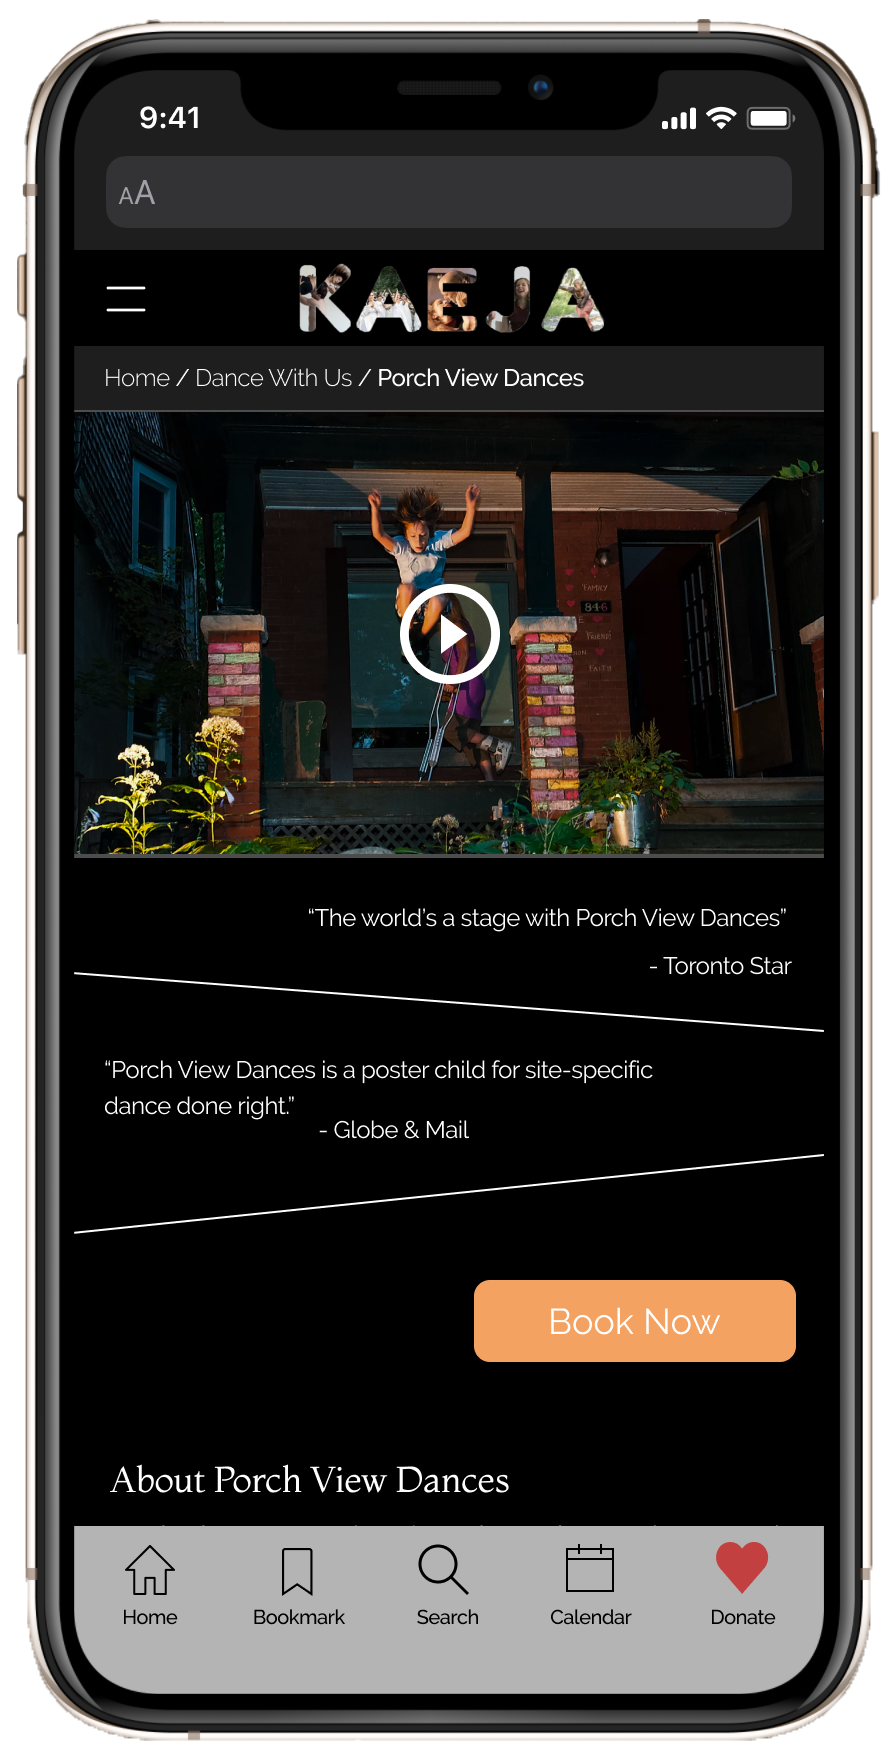 9:41
AA
KAEJA
Home / Dance With Us / Porch View Dances
FAMILY
846
FRIENDS
FAITH
“The world’s a stage with Porch View Dances”
- Toronto Star
“Porch View Dances is a poster child for site-specific
dance done right.”
- Globe & Mail
Book Now
About Porch View Dances
Home Bookmark Search Calendar Donate